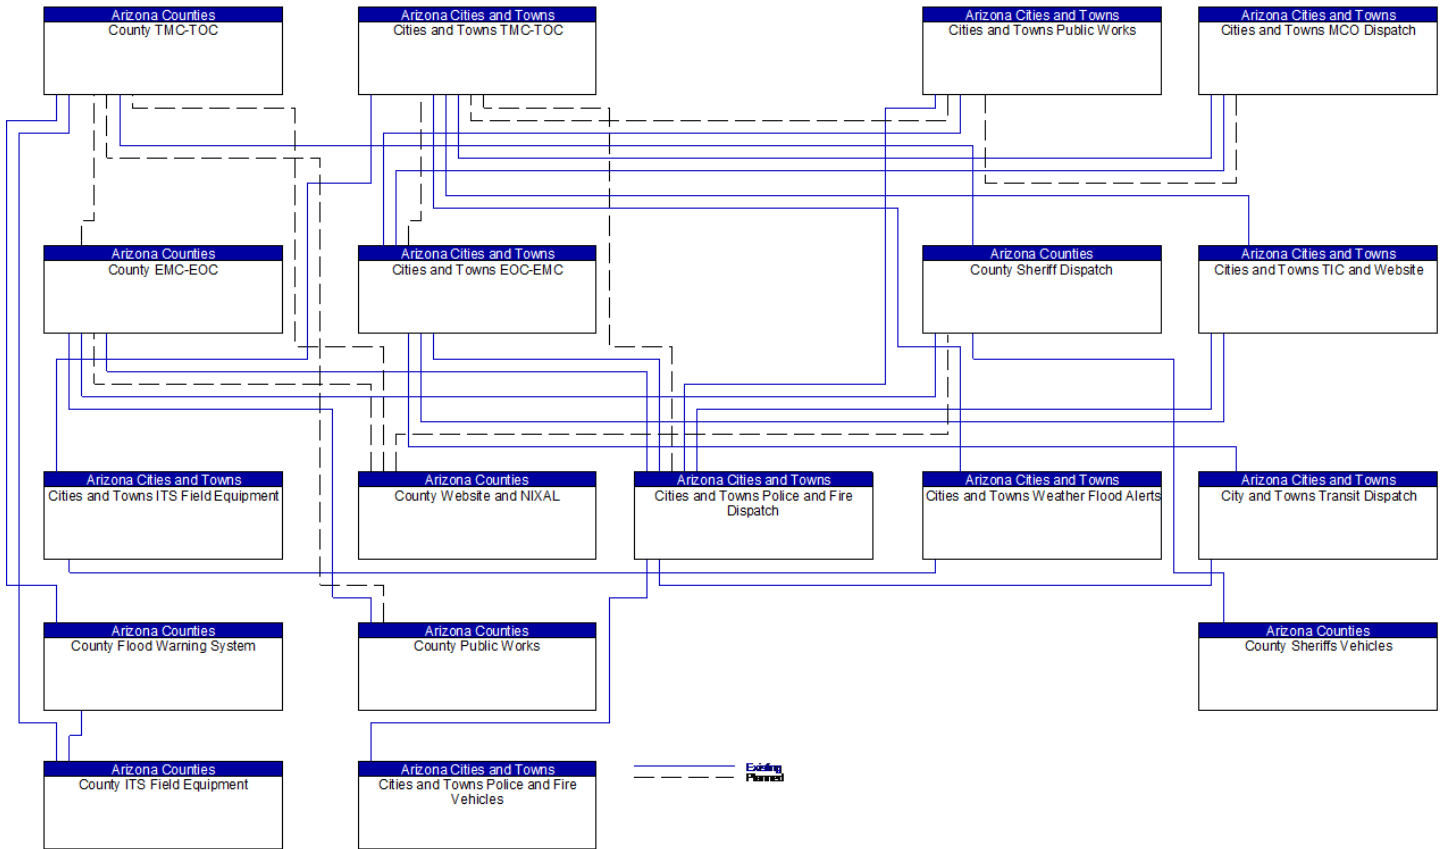 Arizona Counties
County TMC-TOC
Arizona Cities and Towns
Cities and Towns TMC-TOC
Arizona Cities and Towns
Cities and Towns Public Works
Arizona Cities and Towns
Cities and Towns MCO Dispatch
Arizona Counties
County EMC-EOC
Arizona Cities and Towns
Cities and Towns EOC-EMC
Arizona Counties
County Sheriff Dispatch
Arizona Cities and Towns
Cities and Towns TIC and Website
Arizona Cities and Towns
Cities and Towns ITS Field Equipment
Arizona Counties
County Website and NIXAL
Arizona Cities and Towns
Cities and Towns Police and Fire
Dispatch
Arizona Cities and Towns
Cities and Towns Weather Flood Alerts
Arizona Cities and Towns
City and Towns Transit Dispatch
Arizona Counties
County Flood Warning System
Arizona Counties
County Public Works
Arizona Counties
County Sheriffs Vehicles
Arizona Counties
County ITS Field Equipment
Arizona Cities and Towns
Cities and Towns Police and Fire
Vehicles
Existing
Planned